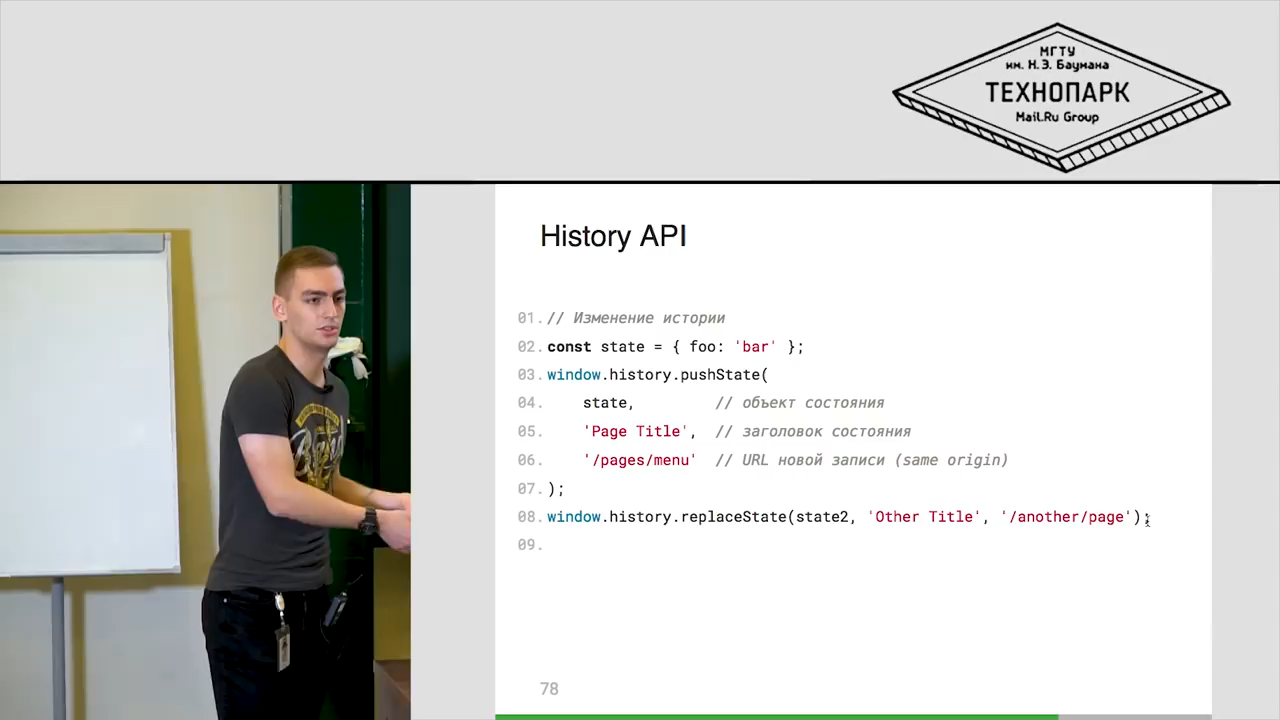 МГТУ
им. Н.Э. Баумана
ТЕХНОПАРК
Mail.Ru Group
History API
01. // Изменение истории
02. const state = { foo: 'bar' };
03. window.history.pushState(
04. state, // объект состояния
05. 'Page Title', // заголовок состояния
06. '/pages/menu' // URL новой записи (same origin)
07. );
08. window.history.replaceState(state2, 'Other Title', '/another/page');
09.
78